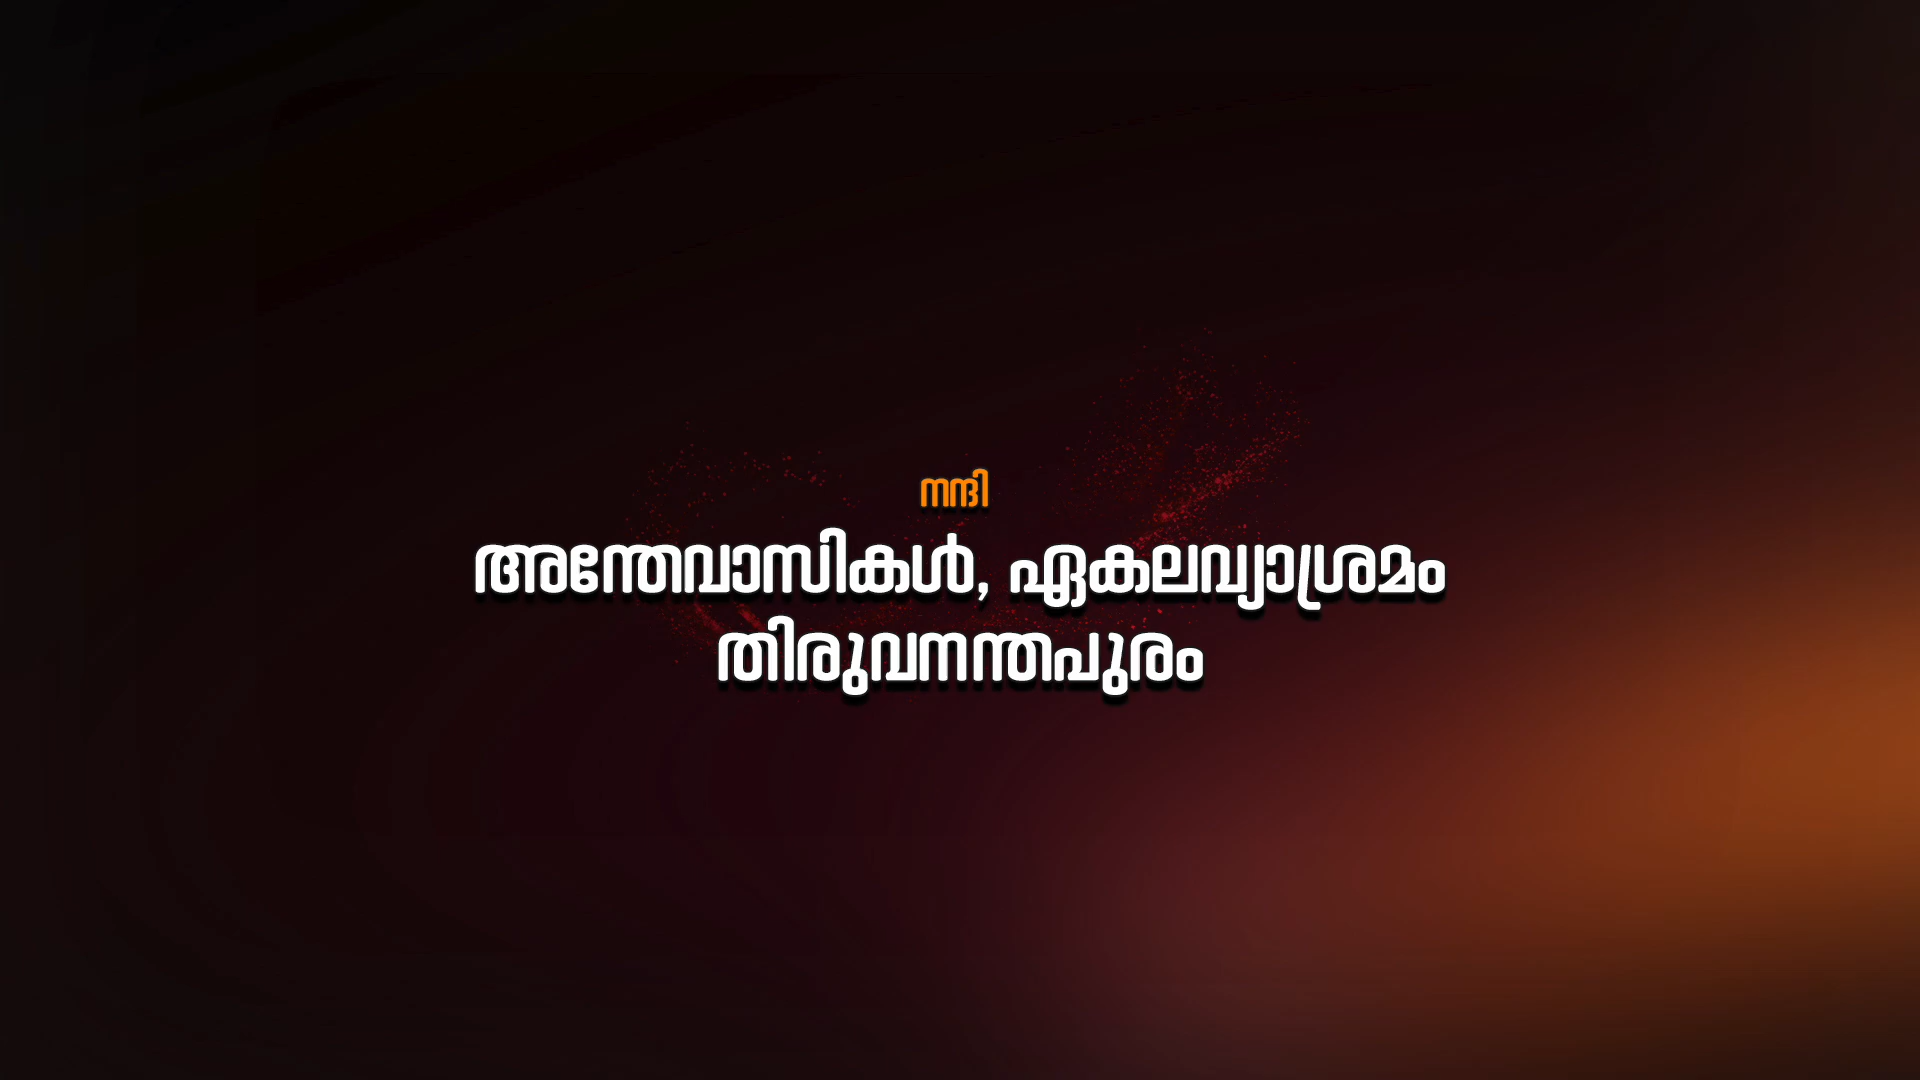 നന്ദി
അന്തേവാസികൾ, ഏകലവ്യാശ്രമം
തിരുവനന്തപുരം